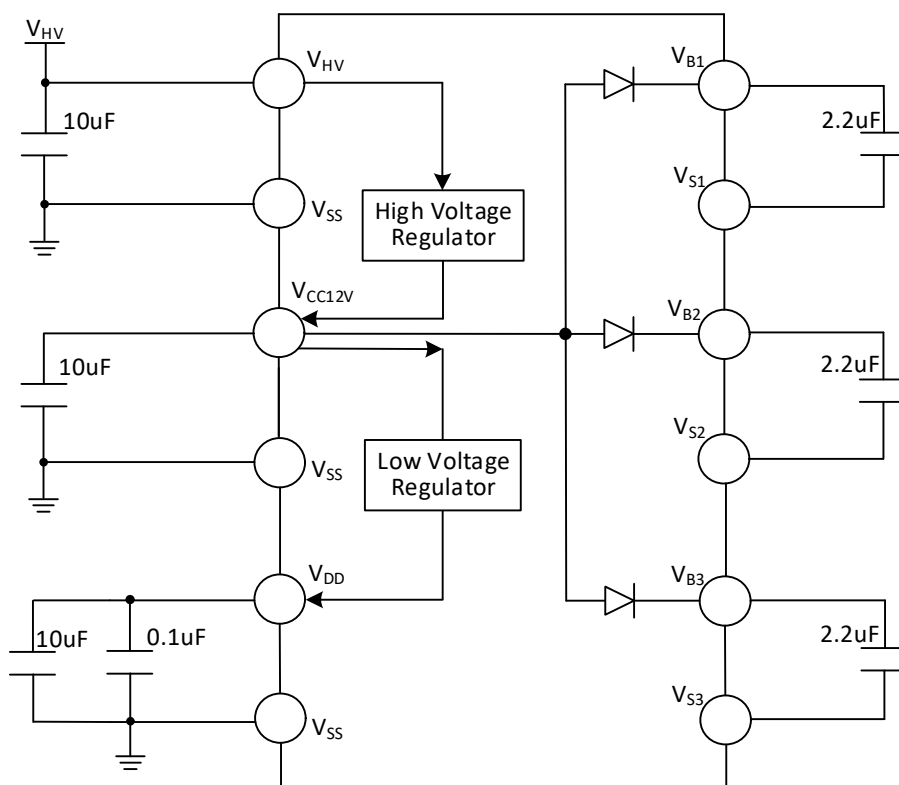 VHV
VHV
VB1
10uF
2.2uF
VSS
High Voltage
Regulator
VS1
VCC12V
VB2
10uF
2.2uF
VSS
Low Voltage
Regulator
VS2
VDD
VB3
10uF
0.1uF
2.2uF
VSS
VS3